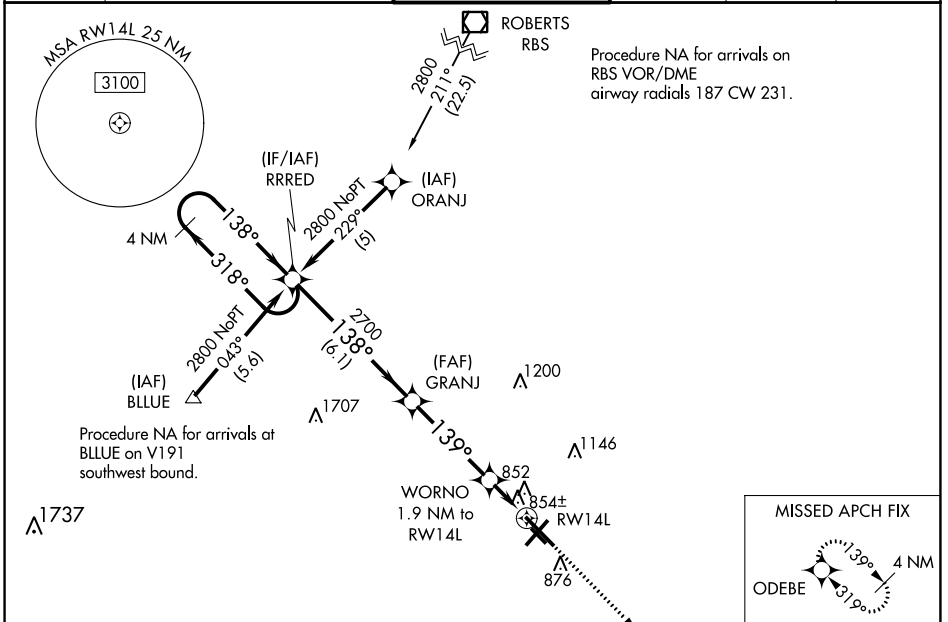 MSA RW14L 25 NM
3100
ROBERTS
RBS
Procedure NA for arrivals on
RBS VOR/DME
airway radials 187 CW 231.
2800
211°
(22.5)
(IF/IAF)
RRRED
(IAF)
ORANJ
2800 NoPT
229°
(5)
4 NM
138°
318°
2800 NoPT
043°
(5.6)
(IAF)
BLLUE
2700
138°
(6.1)
(FAF)
GRANJ
1200
1707
Procedure NA for arrivals at
BLLUE on V191
southwest bound.
139°
1146
WORNO
1.9 NM to
RW14L
852
854±
RW14L
1737
876
MISSED APCH FIX
139°
4 NM
ODEBE
319°